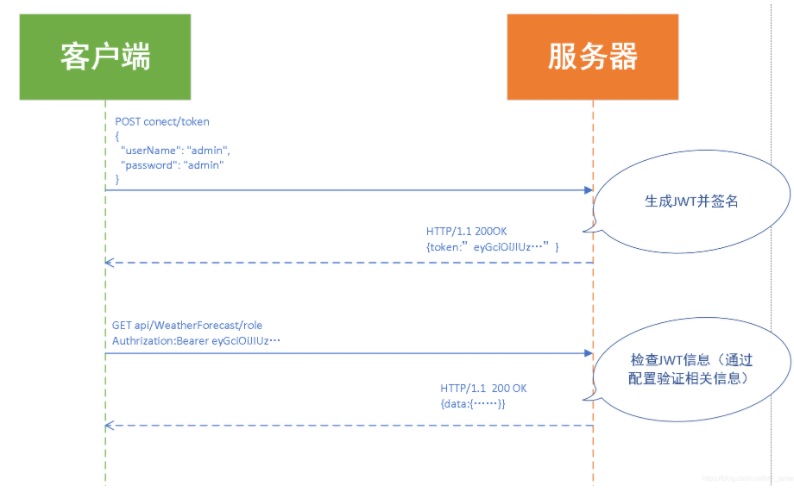 客户端
服务器
POST conect/token
{
"userName": "admin",
"password": "admin"
}
生成JWT并签名
HTTP/1.1 200OK
{token:” eyGciOiJIUz…” }
GET api/WeatherForecast/role
Authrization:Bearer eyGciOiJIUz…
检查JWT信息（通过
配置验证相关信息）
HTTP/1.1 200 OK
{data:{……}}